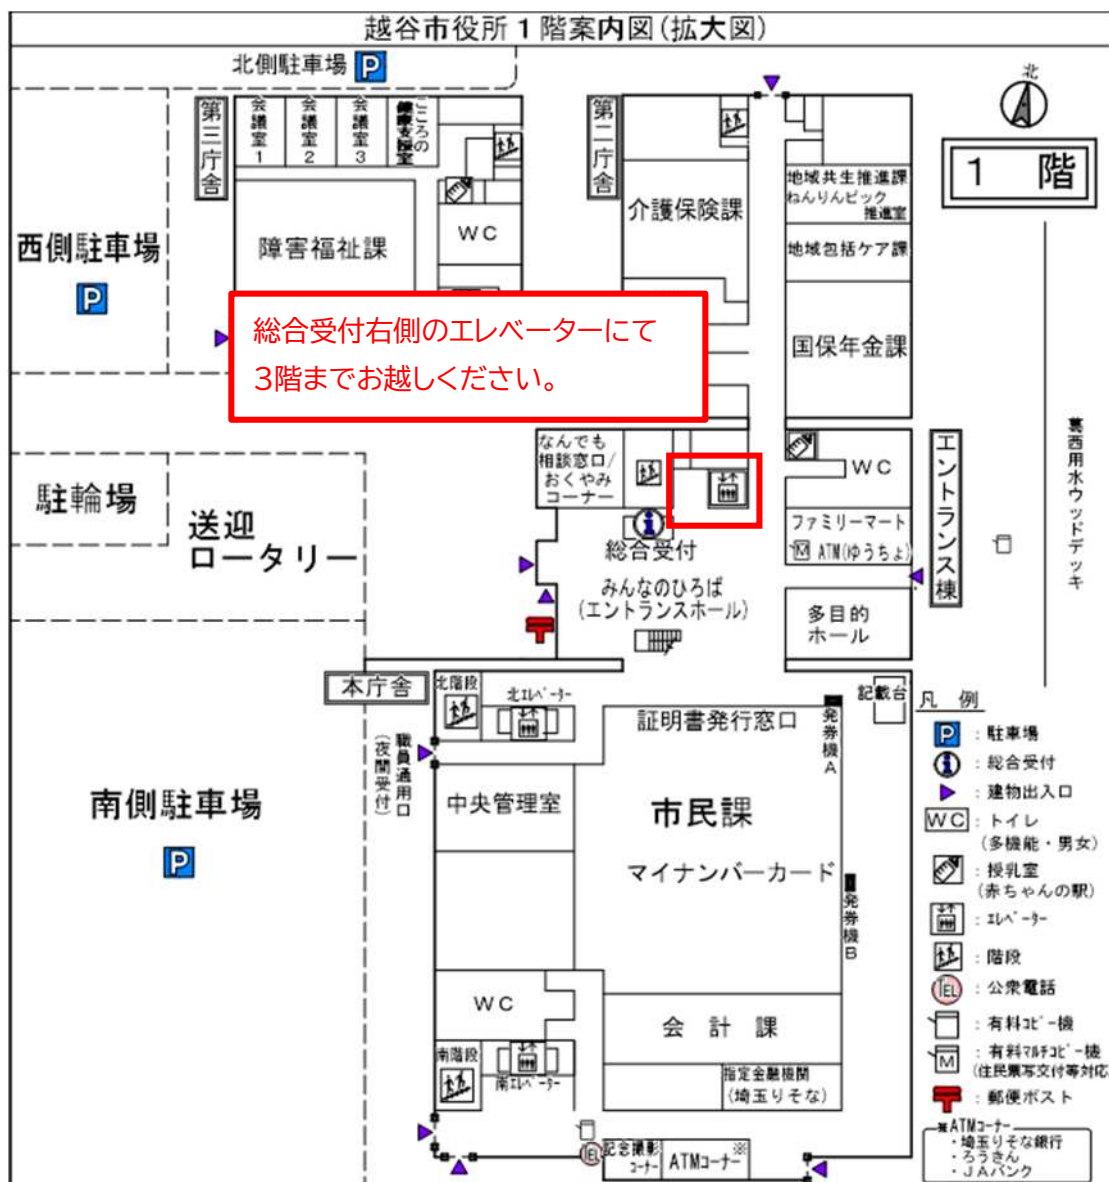 越谷市役所1階案内図(拡大図)
北側駐車場 P
北
1 階
第三庁舎
会議室1
会議室2
会議室3
こころの健康支援室
WC
障害福祉課
西側駐車場
P
第二庁舎
介護保険課
地域共生推進課
ねんりんピック
推進室
地域包括ケア課
国保年金課
総合受付右側のエレベーターにて
3階までお越しください。
なんでも
相談窓口/
おくやみ
コーナー
WC
ファミリーマート
M ATM(ゆうちょ)
エントランス棟
葛西用水ウッドデッキ
駐輪場
送迎
ロータリー
総合受付
みんなのひろば
(エントランスホール)
多目的
ホール
本庁舎
北階段
北エレベーター
証明書発行窓口
発券機A
記載台
職員通用口
(夜間受付)
中央管理室
市民課
マイナンバーカード
発券機B
南側駐車場
P
WC
会計課
南階段
南エレベーター
指定金融機関
(埼玉りそな)
TEL
記念撮影
コーナー
ATMコーナー※
凡 例
P :駐車場
:総合受付
:建物出入口
WC :トイレ
(多機能・男女)
:授乳室
(赤ちゃんの駅)
:エレベーター
:階段
TEL :公衆電話
:有料コピー機
M :有料マルチコピー機
(住民票写交付等対応
:郵便ポスト
※ATMコーナー
・埼玉りそな銀行
・ろうきん
・JAバンク